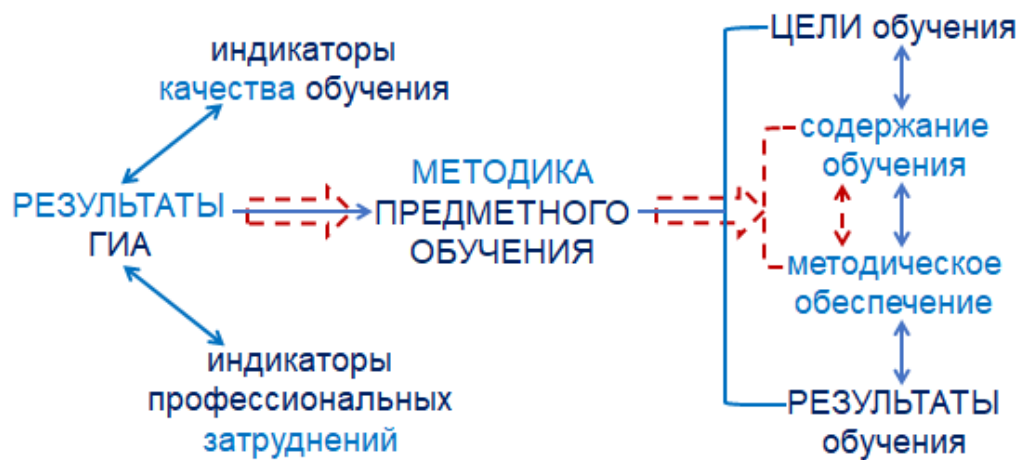 индикаторы
качества обучения
РЕЗУЛЬТАТЫ
ГИА
индикаторы
профессиональных
затруднений
МЕТОДИКА
ПРЕДМЕТНОГО
ОБУЧЕНИЯ
ЦЕЛИ обучения
содержание
обучения
методическое
обеспечение
РЕЗУЛЬТАТЫ
обучения